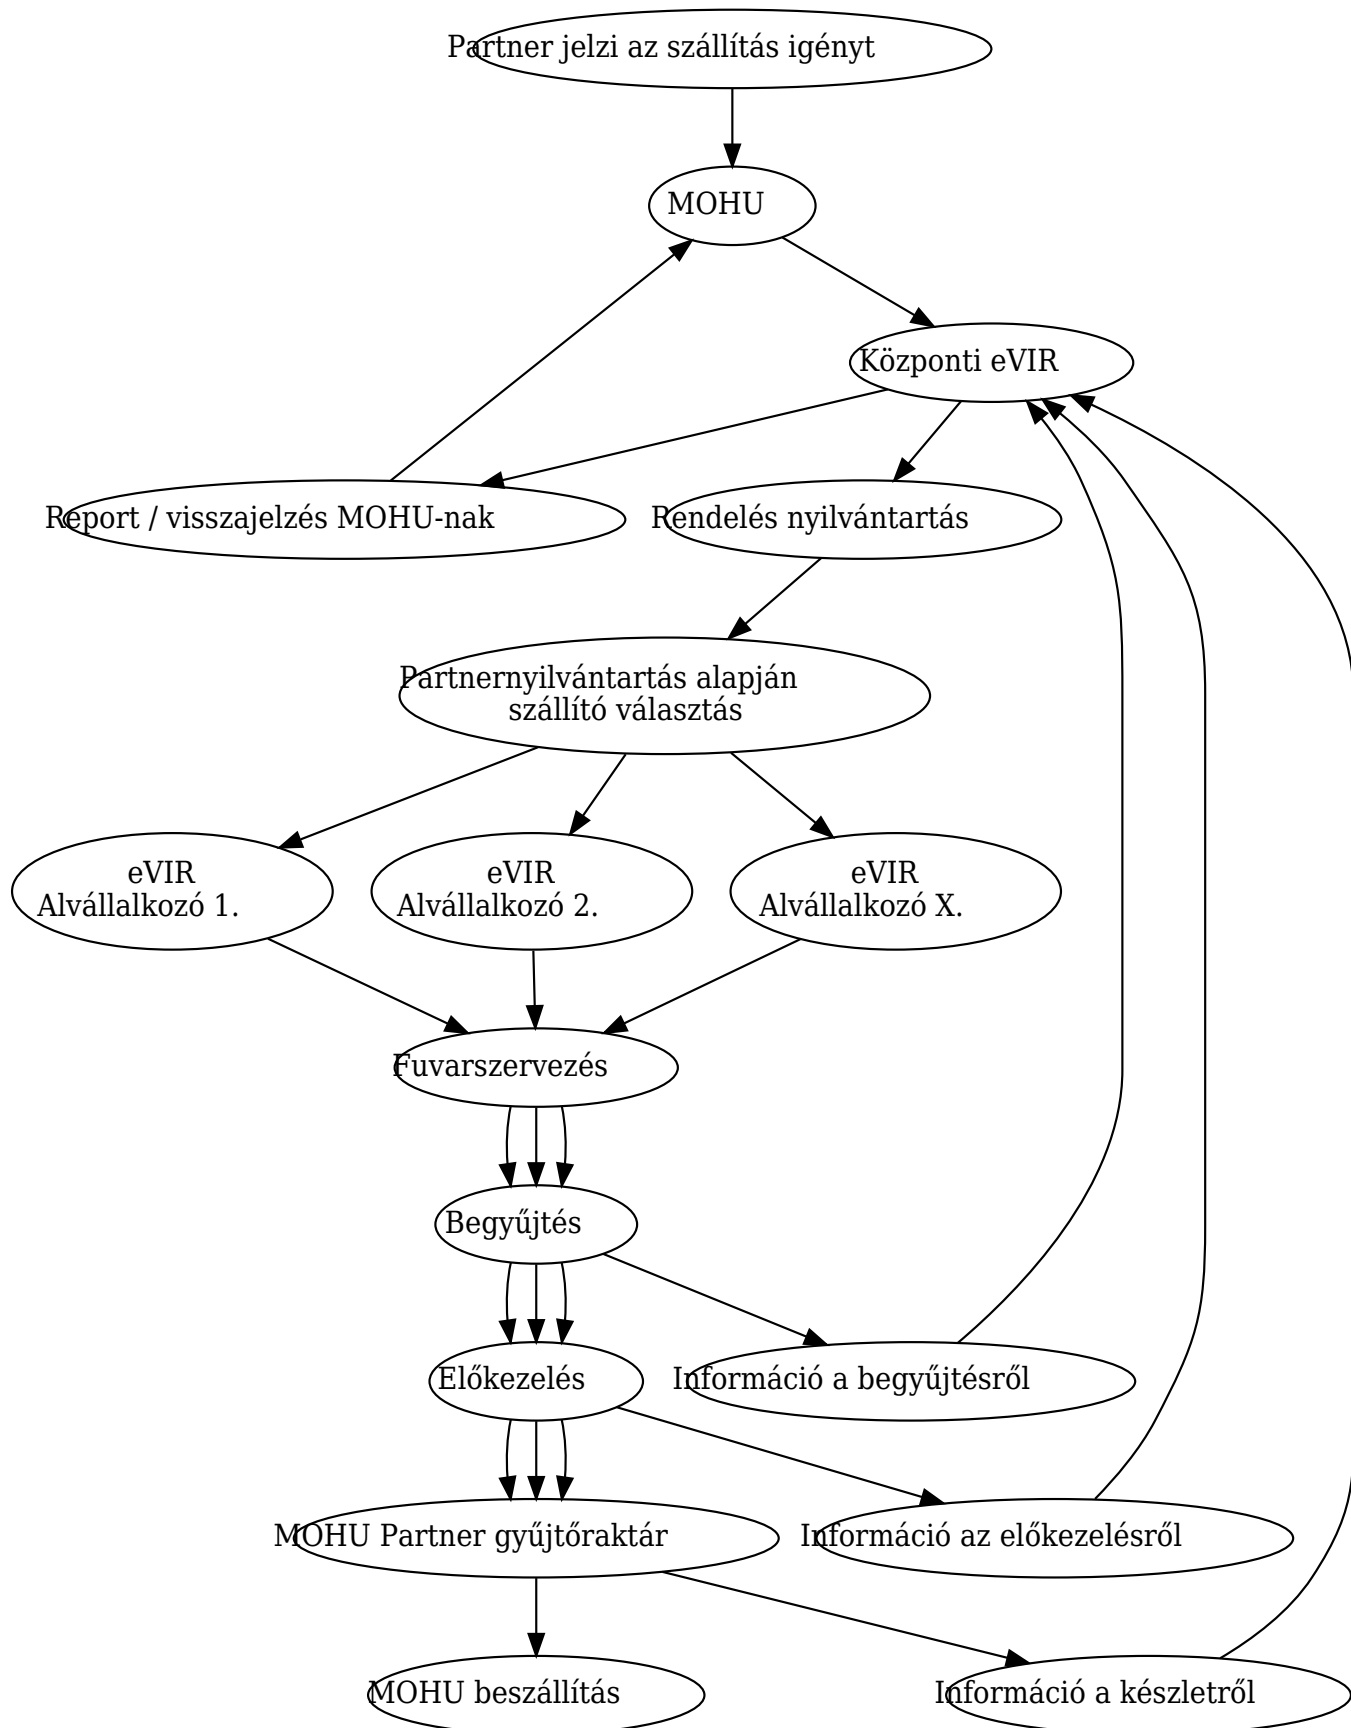 Partner jelzi az szállítás igényt
MOHU
Központi eVIR
Report / visszajelzés MOHU-nak
Rendelés nyilvántartás
Partnernyilvántartás alapján
szállító választás
eVIR
Alvállalkozó 1.
eVIR
Alvállalkozó 2.
eVIR
Alvállalkozó X.
Fuvarszervezés
Begyűjtés
Előkezelés
Információ a begyűjtésről
MOHU Partner gyűjtőraktár
Információ az előkezelésről
MOHU beszállítás
Információ a készletről